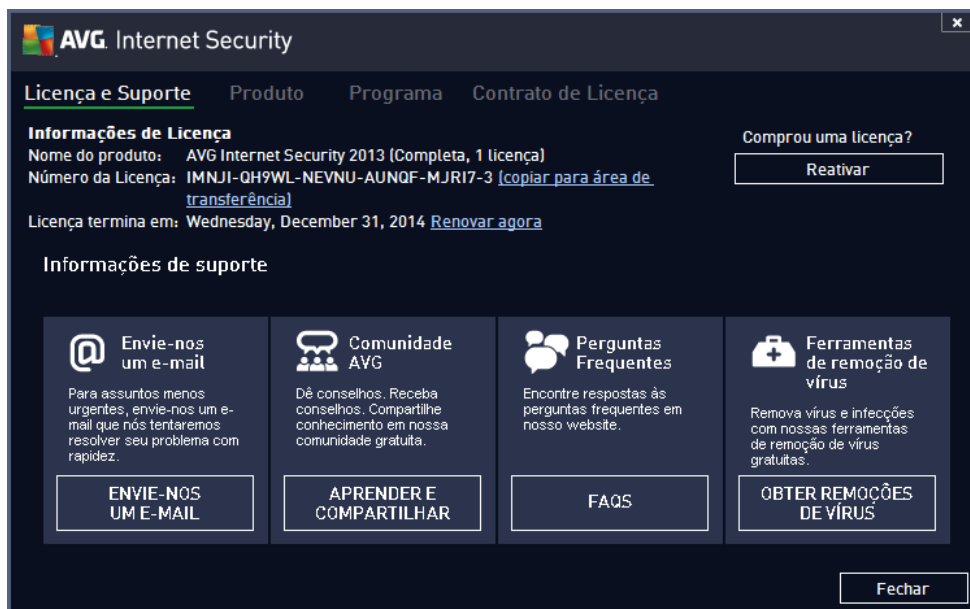 AVG. Internet Security
x
Licença e Suporte Produto Programa Contrato de Licença
Informações de Licença
Comprou uma licença?
Nome do produto: AVG Internet Security 2013 (Completa, 1 licença)
Reativar
Número da Licença: IMNJI-QH9WL-NEVNU-AUNQF-MJRI7-3 (copiar para área de
transferência)
Licença termina em: Wednesday, December 31, 2014 Renovar agora
Informações de suporte
Envie-nos
um e-mail
Para assuntos menos
urgentes, envie-nos um e-
mail que nós tentaremos
resolver seu problema com
rapidez.
ENVIE-NOS
UM E-MAIL
Comunidade
AVG
Dê conselhos. Receba
conselhos. Compartilhe
conhecimento em nossa
comunidade gratuita.
APRENDER E
COMPARTILHAR
Perguntas
Frequentes
Encontre respostas às
perguntas frequentes em
nosso website.
FAQS
Ferramentas
de remoção de
vírus
Remova vírus e infecções
com nossas ferramentas
de remoção de vírus
gratuitas.
OBTER REMOÇÕES
DE VÍRUS
Fechar